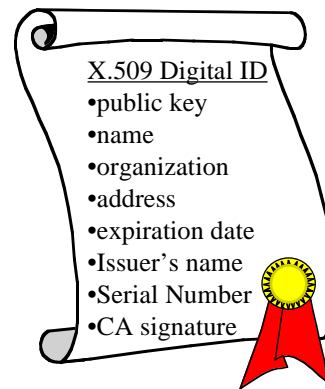 X.509 Digital ID
•public key
•name
•organization
•address
•expiration date
•Issuer's name
•Serial Number
•CA signature